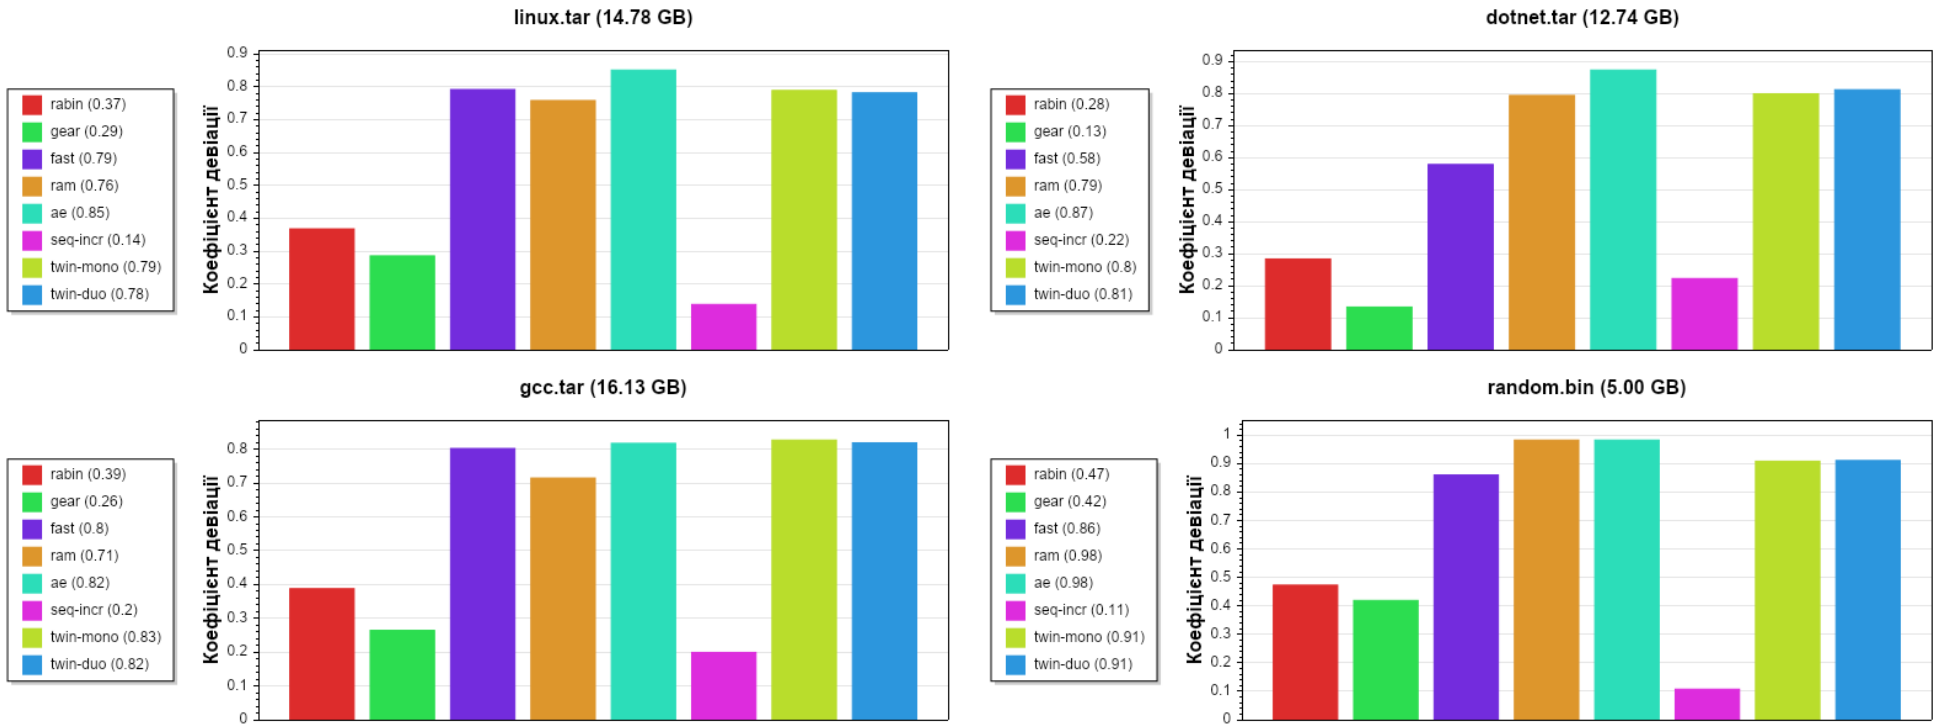 linux.tar (14.78 GB)
rabin (0.37)
gear (0.29)
fast (0.79)
ram (0.76)
ae (0.85)
seq-incr (0.14)
twin-mono (0.79)
twin-duo (0.78)
Коефіцієнт девіації
0.9
0.8
0.7
0.6
0.5
0.4
0.3
0.2
0.1
0
dotnet.tar (12.74 GB)
rabin (0.28)
gear (0.13)
fast (0.58)
ram (0.79)
ae (0.87)
seq-incr (0.22)
twin-mono (0.8)
twin-duo (0.81)
Коефіцієнт девіації
0.9
0.8
0.7
0.6
0.5
0.4
0.3
0.2
0.1
0
gcc.tar (16.13 GB)
rabin (0.39)
gear (0.26)
fast (0.8)
ram (0.71)
ae (0.82)
seq-incr (0.2)
twin-mono (0.83)
twin-duo (0.82)
Коефіцієнт девіації
0.8
0.7
0.6
0.5
0.4
0.3
0.2
0.1
0
random.bin (5.00 GB)
rabin (0.47)
gear (0.42)
fast (0.86)
ram (0.98)
ae (0.98)
seq-incr (0.11)
twin-mono (0.91)
twin-duo (0.91)
Коефіцієнт девіації
1
0.9
0.8
0.7
0.6
0.5
0.4
0.3
0.2
0.1
0